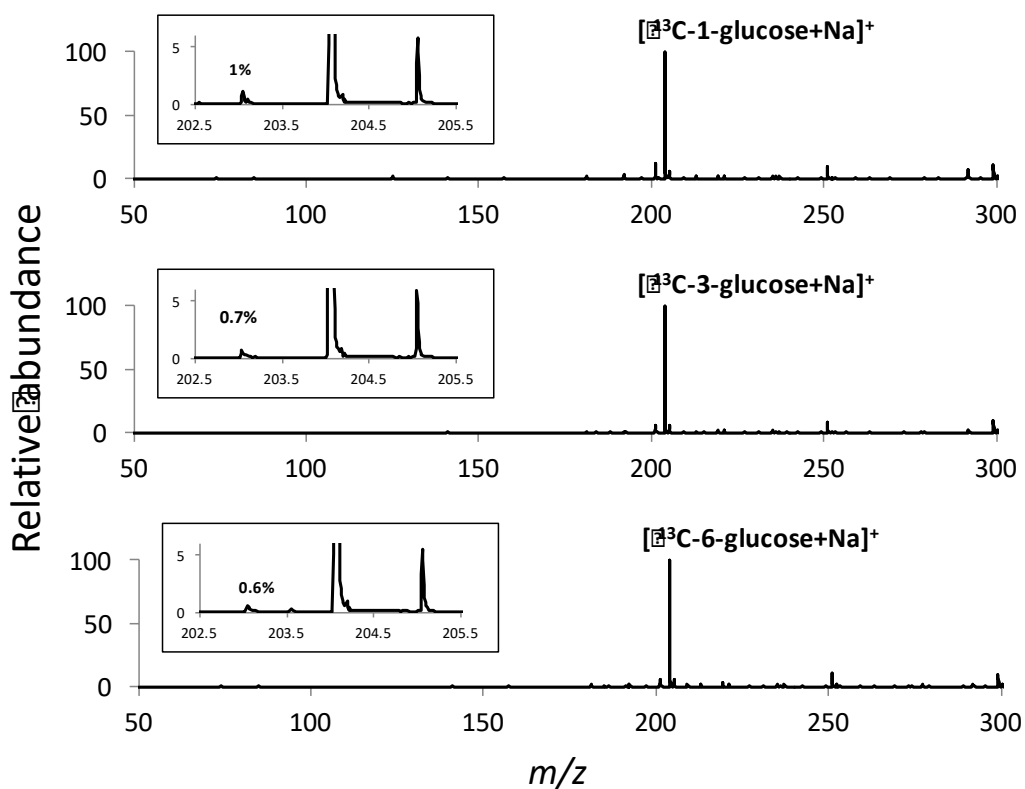 [⍰¹³C-1-glucose+Na]⁺
5
1%
0
202.5 203.5 204.5 205.5
100
50
0
50 100 150 200 250 300
[⍰¹³C-3-glucose+Na]⁺
5
0.7%
0
202.5 203.5 204.5 205.5
100
50
0
50 100 150 200 250 300
[⍰¹³C-6-glucose+Na]⁺
5
0.6%
0
202.5 203.5 204.5 205.5
100
50
0
50 100 150 200 250 300
Relative⍰abundance
m/z